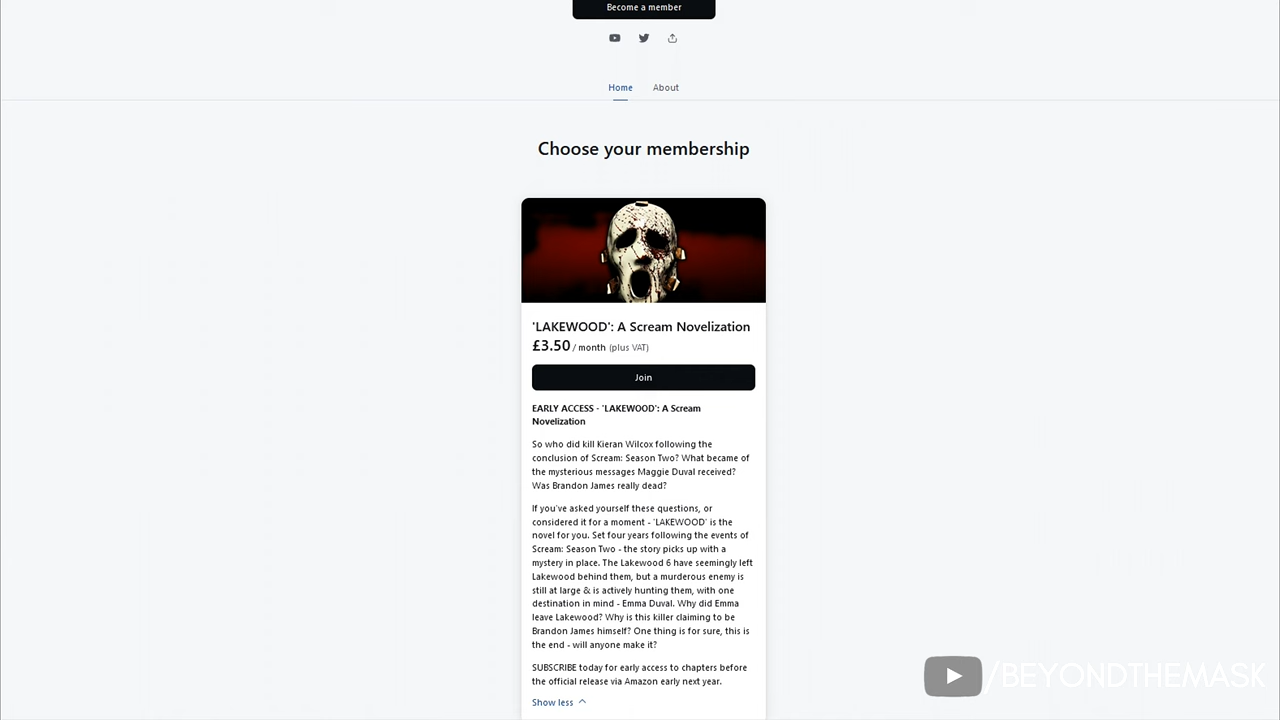 Become a member
Home About
Choose your membership
'LAKEWOOD': A Scream Novelization
£3.50 / month (plus VAT)
Join
EARLY ACCESS - 'LAKEWOOD': A Scream
Novelization
So who did kill Kieran Wilcox following the
conclusion of Scream: Season Two? What became of
the mysterious messages Maggie Duval received?
Was Brandon James really dead?
If you've asked yourself these questions, or
considered it for a moment - 'LAKEWOOD' is the
novel for you. Set four years following the events of
Scream: Season Two - the story picks up with a
mystery in place. The Lakewood 6 have seemingly left
Lakewood behind them, but a murderous enemy is
still at large & is actively hunting them, with one
destination in mind - Emma Duval. Why did Emma
leave Lakewood? Why is this killer claiming to be
Brandon James himself? One thing is for sure, this is
the end - will anyone make it?
SUBSCRIBE today for early access to chapters before
the official release via Amazon early next year.
Show less
/BEYONDTHEMASK